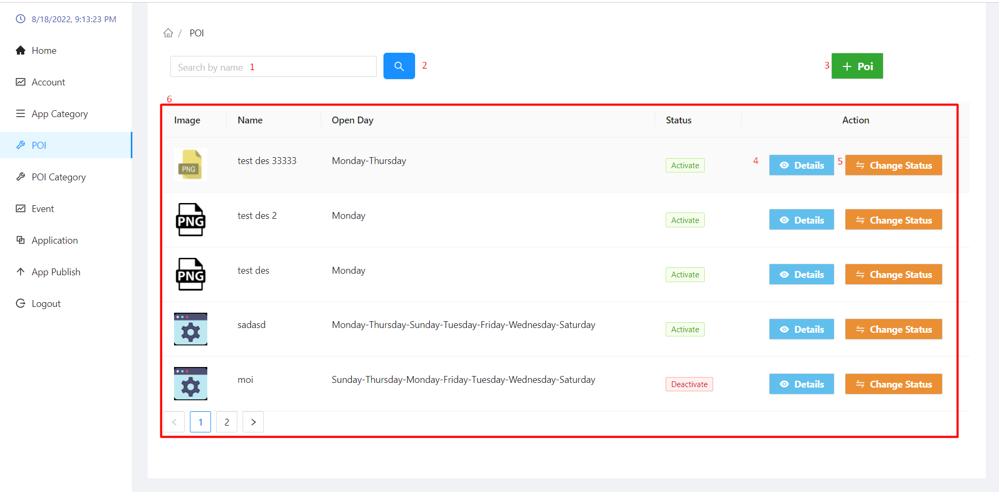 8/18/2022, 9:13:23 PM
Home
Account
App Category
POI
POI Category
Event
Application
App Publish
Logout
/ POI
Search by name 1
2
3
+ Poi
6
Image Name Open Day Status Action
PNG test des 33333 Monday-Thursday Activate 4 Details 5 Change Status
PNG test des 2 Monday Activate Details Change Status
PNG test des Monday Activate Details Change Status
sadasd Monday-Thursday-Sunday-Tuesday-Friday-Wednesday-Saturday Activate Details Change Status
moi Sunday-Thursday-Monday-Friday-Tuesday-Wednesday-Saturday Deactivate Details Change Status
< 1 2 >